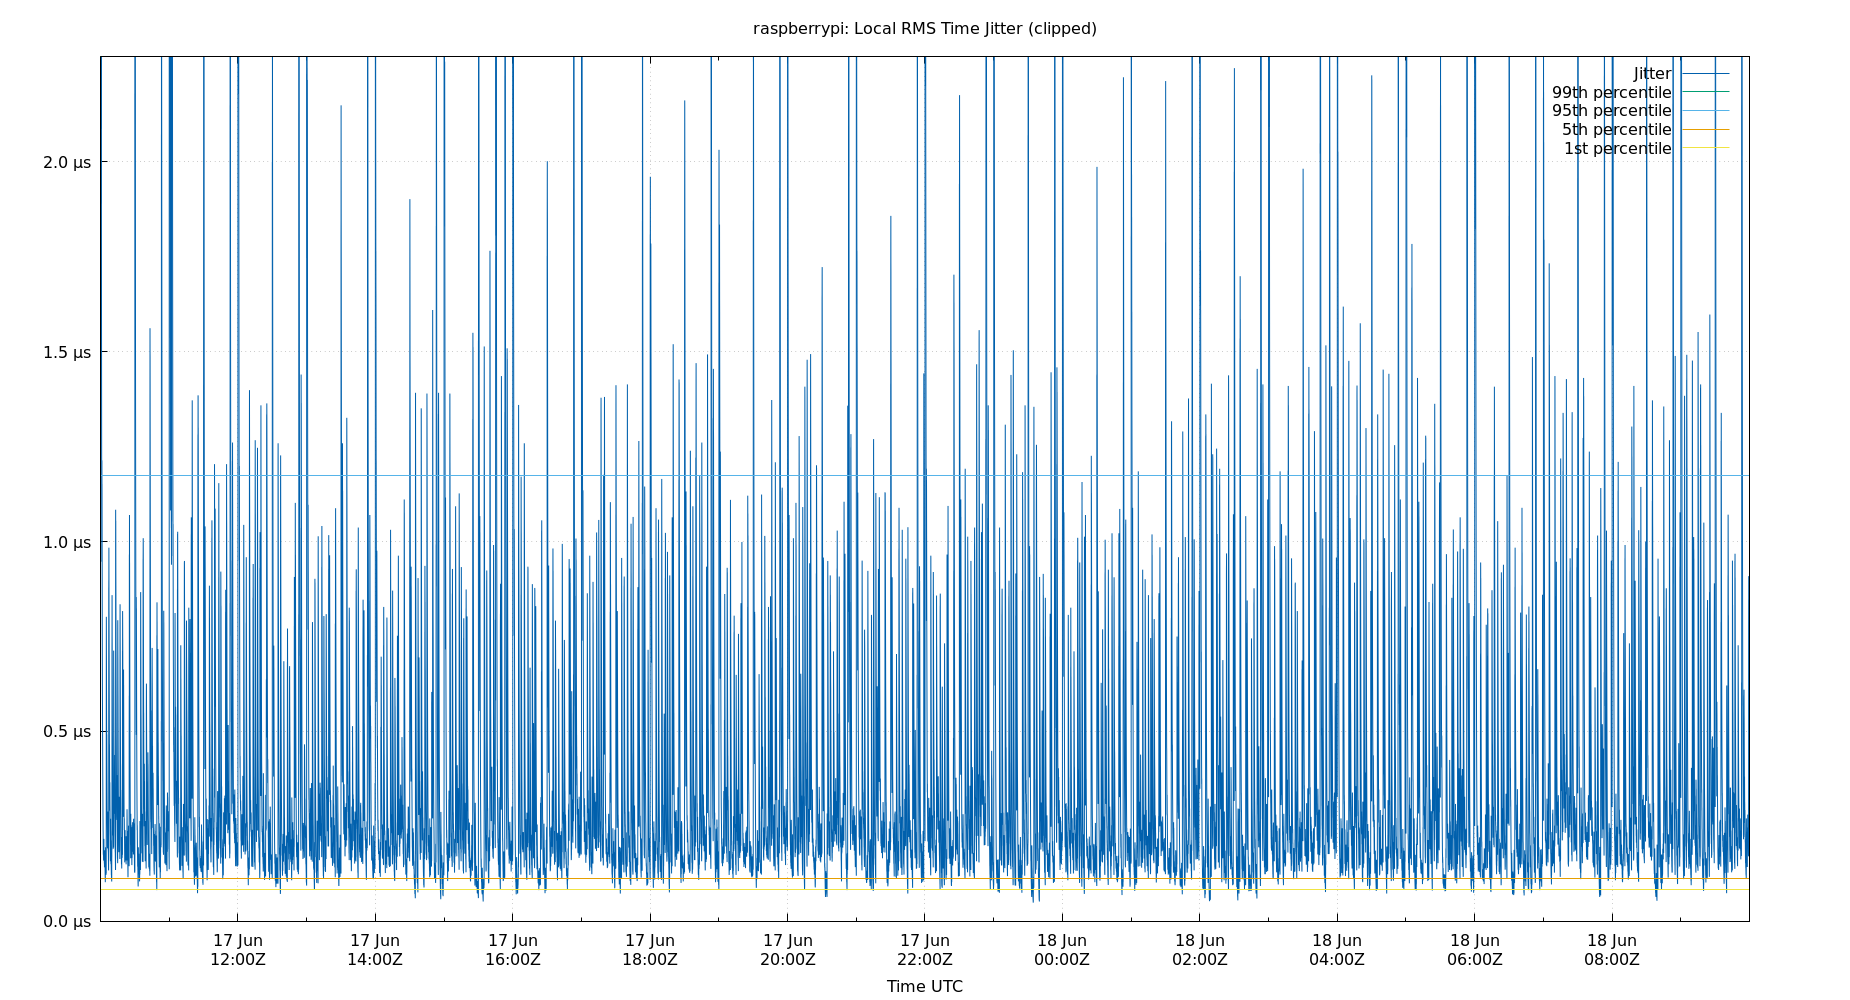 raspberrypi: Local RMS Time Jitter (clipped)
Jitter
99th percentile
95th percentile
5th percentile
1st percentile
2.0 µs
1.5 µs
1.0 µs
0.5 µs
0.0 µs
17 Jun 17 Jun 17 Jun 17 Jun 17 Jun 17 Jun 18 Jun 18 Jun 18 Jun 18 Jun 18 Jun
12:00Z 14:00Z 16:00Z 18:00Z 20:00Z 22:00Z 00:00Z 02:00Z 04:00Z 06:00Z 08:00Z
Time UTC